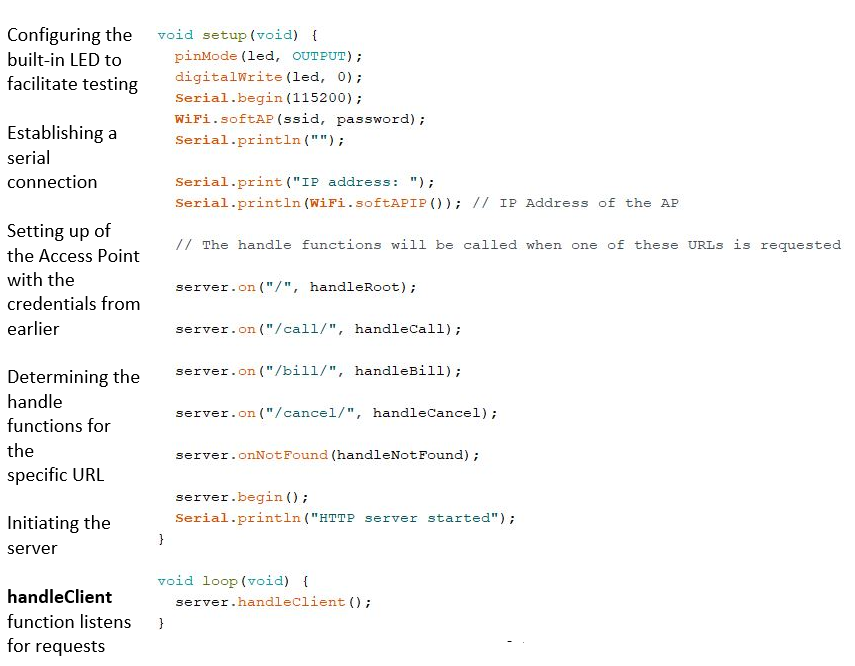 Configuring the
built-in LED to
facilitate testing
Establishing a
serial
connection
Setting up of
the Access Point
with the
credentials from
earlier
Determining the
handle
functions for
the
specific URL
Initiating the
server
handleClient
function listens
for requests
void setup(void) {
  pinMode(led, OUTPUT);
  digitalWrite(led, 0);
  Serial.begin(115200);
  WiFi.softAP(ssid, password);
  Serial.println("");
  Serial.print("IP address: ");
  Serial.println(WiFi.softAPIP()); // IP Address of the AP
  // The handle functions will be called when one of these URLs is requested
  server.on("/", handleRoot);
  server.on("/call/", handleCall);
  server.on("/bill/", handleBill);
  server.on("/cancel/", handleCancel);
  server.onNotFound(handleNotFound);
  server.begin();
  Serial.println("HTTP server started");
}
void loop(void) {
  server.handleClient();
}